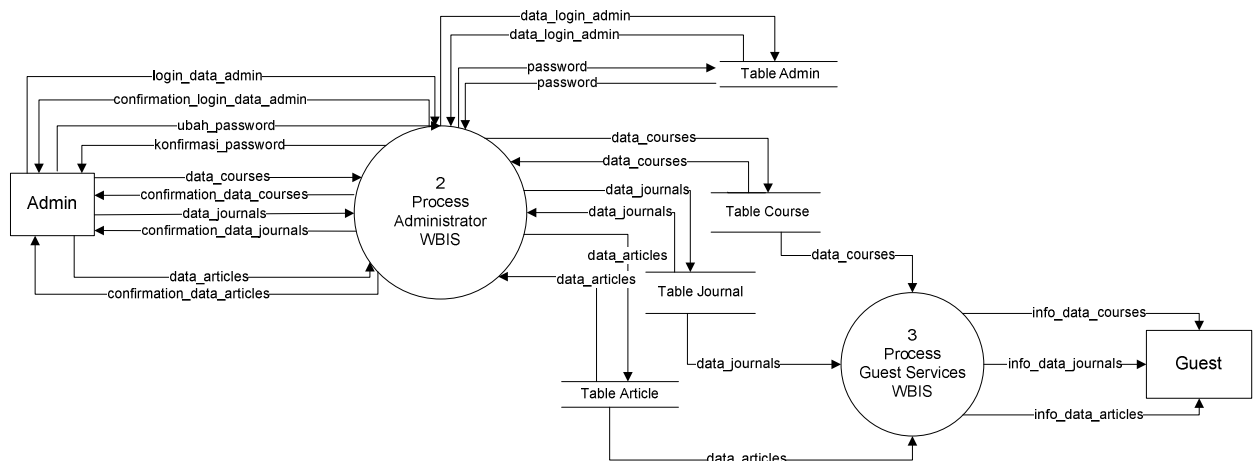 data_login_admin
data_login_admin
password
password
Table Admin
login_data_admin
confirmation_login_data_admin
ubah_password
konfirmasi_password
data_courses
confirmation_data_courses
data_journals
confirmation_data_journals
data_articles
confirmation_data_articles
Admin
2
Process
Administrator
WBIS
data_courses
data_courses
data_journals
data_journals
data_articles
data_articles
Table Course
Table Journal
Table Article
data_courses
data_journals
data_articles
3
Process
Guest Services
WBIS
info_data_courses
info_data_journals
info_data_articles
Guest